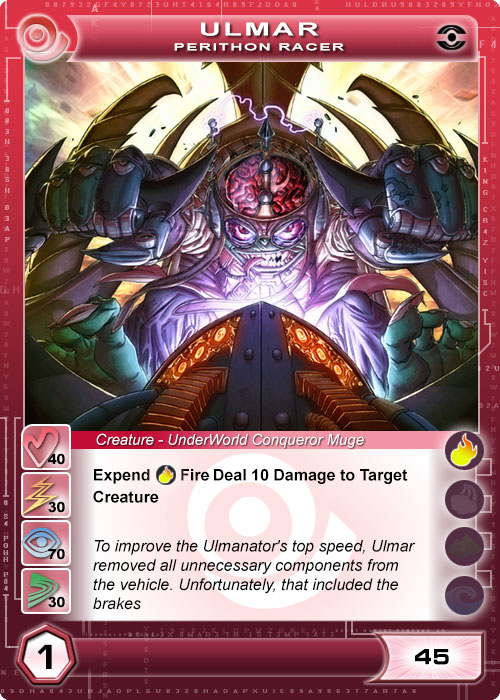 ULMAR
PERITHON RACER
Creature - UnderWorld Conqueror Muge
40
30
70
30
Expend Fire Deal 10 Damage to Target
Creature
To improve the Ulmanator's top speed, Ulmar
removed all unnecessary components from
the vehicle. Unfortunately, that included the
brakes
1
45